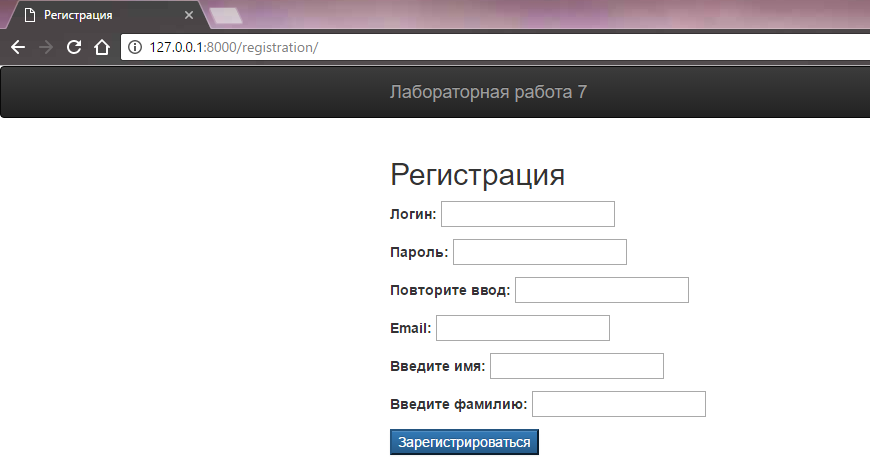 Регистрация
127.0.0.1:8000/registration/
Лабораторная работа 7
Регистрация
Логин:
Пароль:
Повторите ввод:
Email:
Введите имя:
Введите фамилию:
Зарегистрироваться